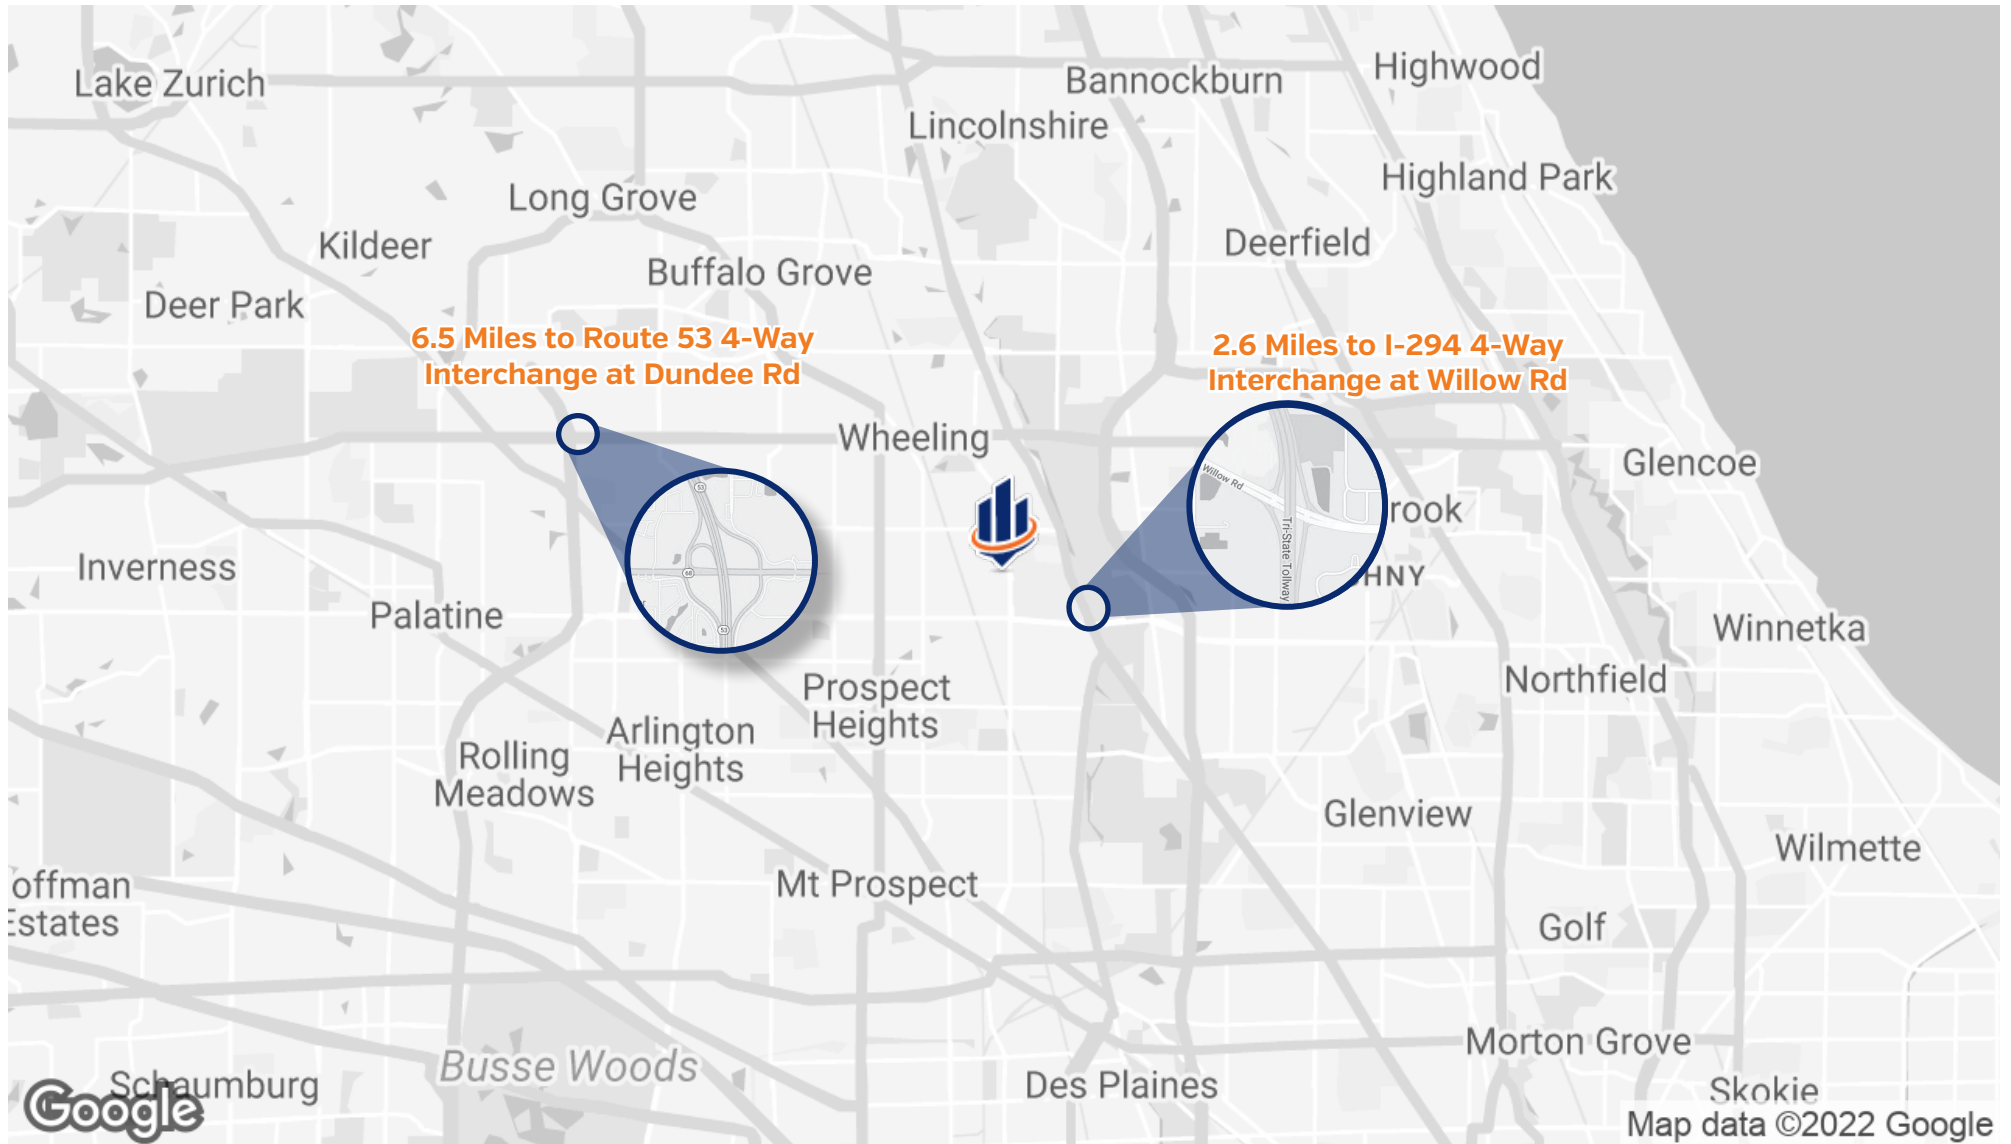 Highwood
Lake Zurich
Bannockburn
Lincolnshire
Highland Park
Long Grove
Kildeer
Deerfield
Buffalo Grove
Deer Park
6.5 Miles to Route 53 4-Way
Interchange at Dundee Rd
2.6 Miles to I-294 4-Way
Interchange at Willow Rd
Wheeling
Glencoe
Willow Rd
53
rook
Tri-State Tollway
Inverness
68
HNY
Palatine
53
Winnetka
Northfield
Prospect
Heights
Arlington
Heights
Rolling
Meadows
Glenview
Wilmette
offman
Estates
Mt Prospect
Golf
Morton Grove
Busse Woods
Schaumburg
Des Plaines
Skokie
Google
Map data ©2022 Google